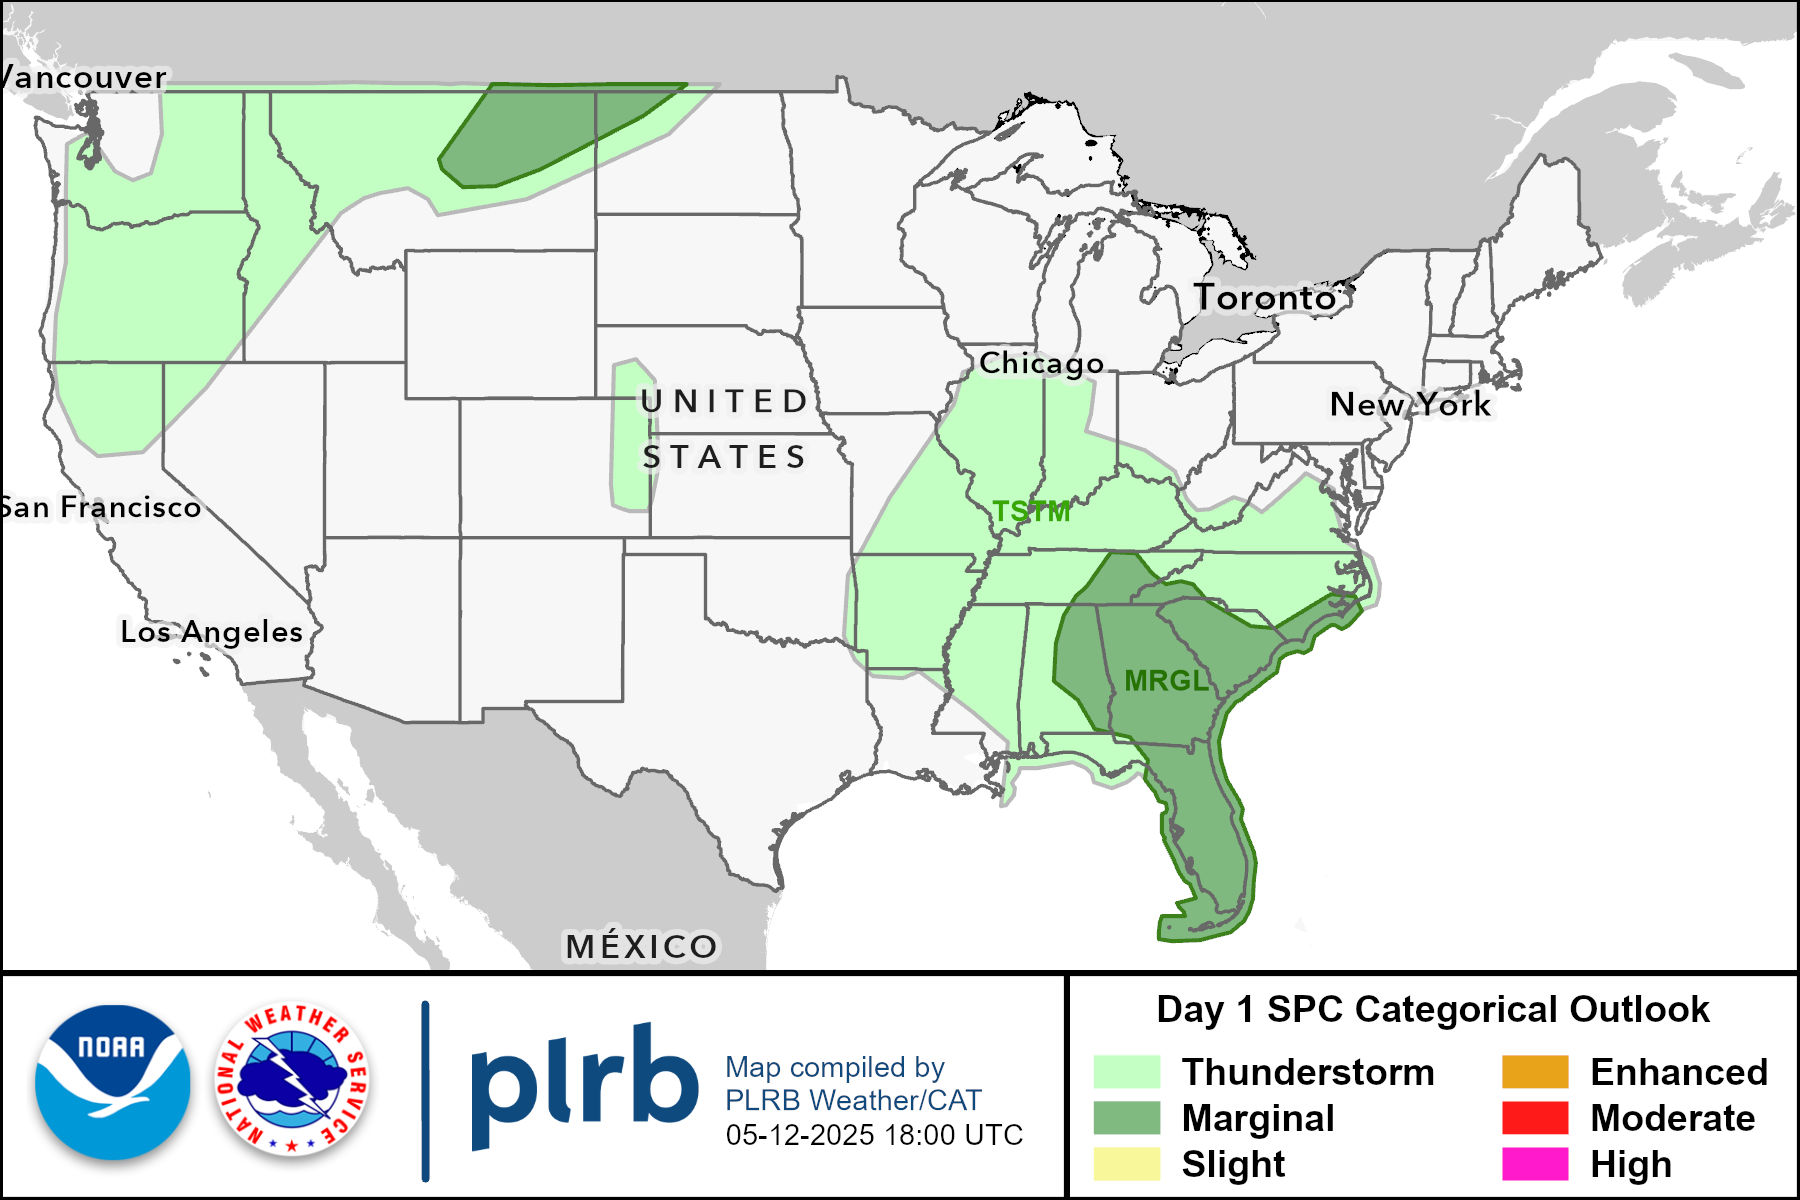 Vancouver
Toronto
Chicago
New York
UNITED
STATES
San Francisco
TSTM
Los Angeles
MRGL
MÉXICO
NOAA
NATIONAL WEATHER SERVICE
plrb
Map compiled by
PLRB Weather/CAT
05-12-2025 18:00 UTC
Day 1 SPC Categorical Outlook
Thunderstorm
Marginal
Slight
Enhanced
Moderate
High